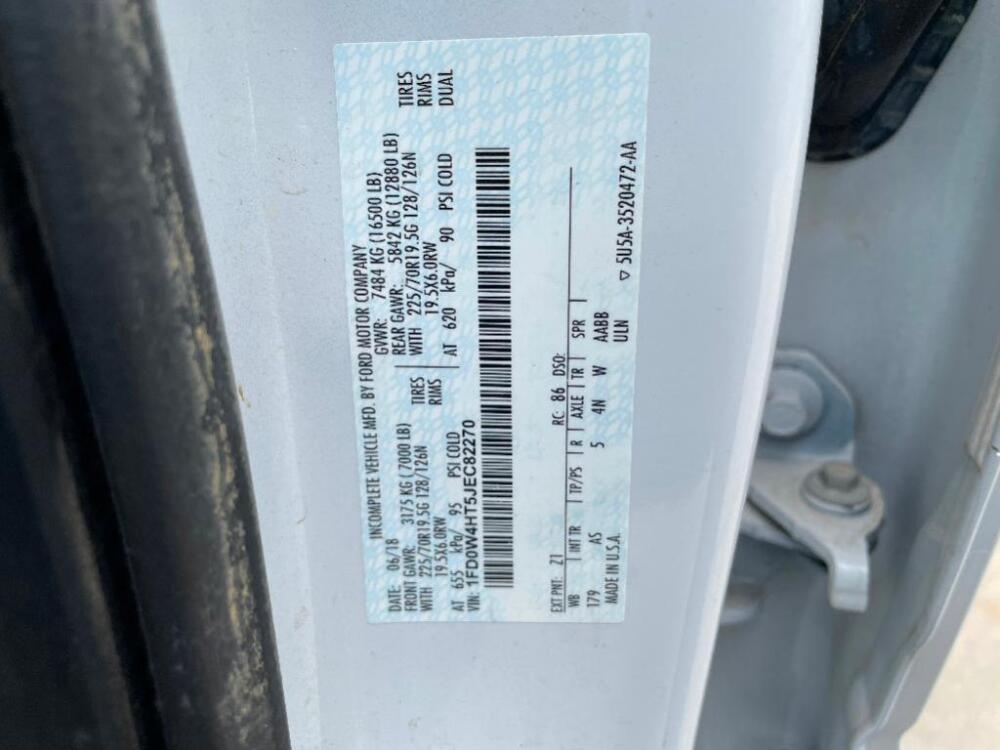 INCOMPLETE VEHICLE MFD. BY FORD MOTOR COMPANY
DATE: 06/18 GVWR: 7484 KG (16500 LB)
FRONT GAWR: 3175 KG (7000 LB) REAR GAWR: 5842 KG (12880 LB)
WITH 225/70R19.5G 128/126N TIRES WITH 225/70R19.5G 128/126N TIRES
19.5X6.0RW RIMS 19.5X6.0RW RIMS
AT 655 kPa/ 95 PSI COLD AT 620 kPa/ 90 PSI COLD DUAL
VIN: 1FD0W4HT5JEC82270
EXT PNT: Z1 RC: 86 DSO:
WB INT TR TP/PS R AXLE TR SPR
179 AS 5 4N W AABB
MADE IN U.S.A. ULN
▽ 5U5A-3520472-AA